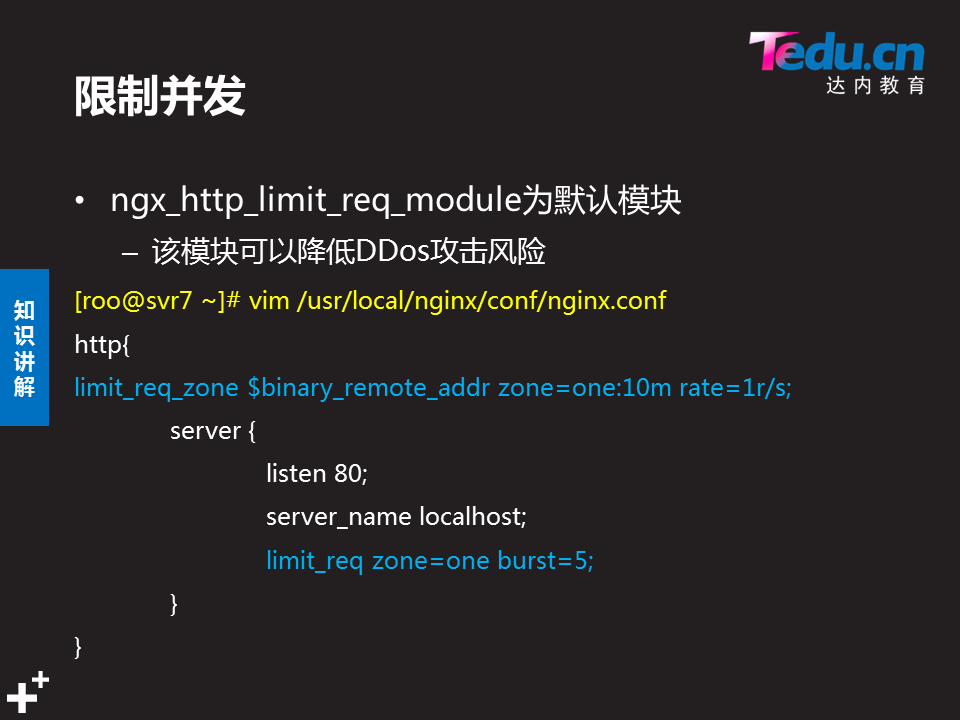 Tedu.cn
达内教育
限制并发
• ngx_http_limit_req_module为默认模块
– 该模块可以降低DDos攻击风险
[roo@svr7 ~]# vim /usr/local/nginx/conf/nginx.conf
http{
limit_req_zone $binary_remote_addr zone=one:10m rate=1r/s;
server {
listen 80;
server_name localhost;
limit_req zone=one burst=5;
}
}
知识讲解